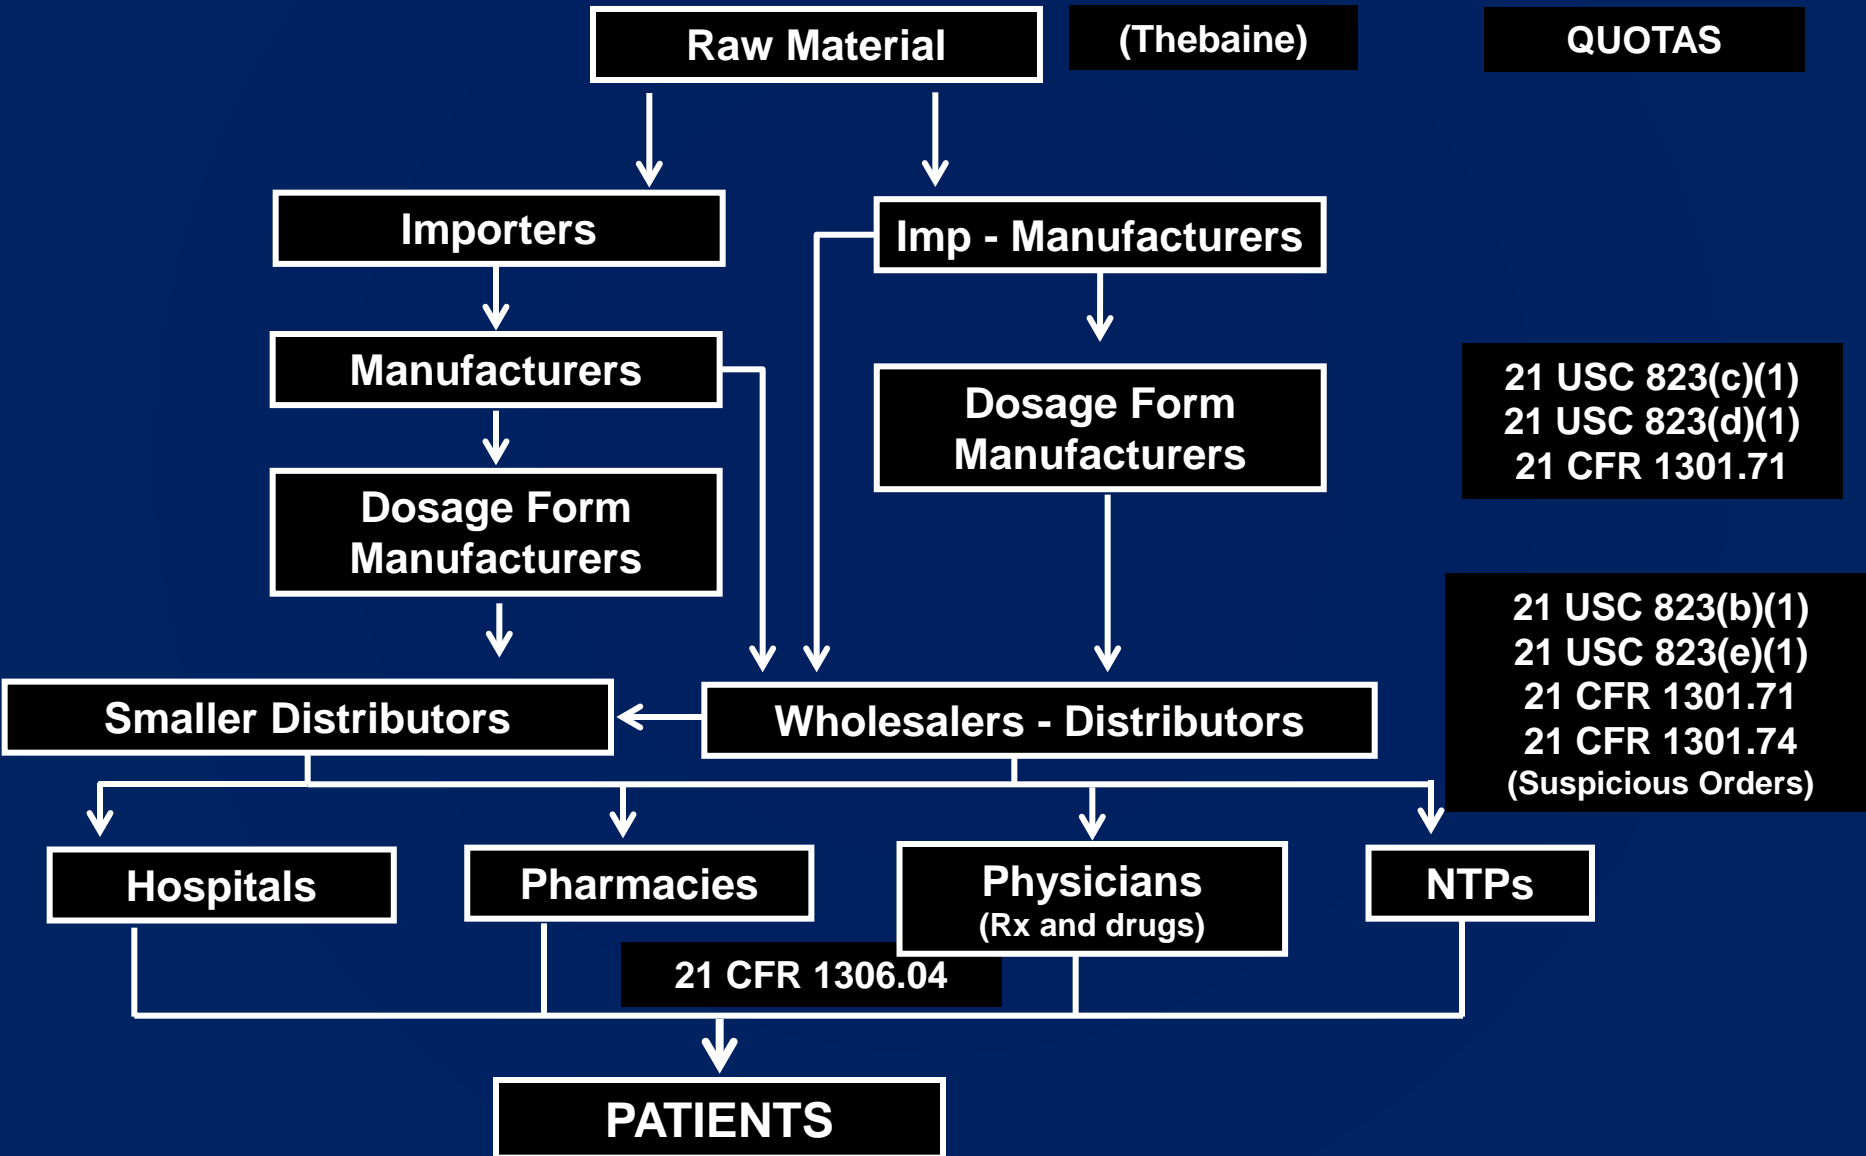 Raw Material
(Thebaine)
QUOTAS
Importers
Imp - Manufacturers
Manufacturers
Dosage Form
Manufacturers
21 USC 823(c)(1)
21 USC 823(d)(1)
21 CFR 1301.71
Dosage Form
Manufacturers
21 USC 823(b)(1)
21 USC 823(e)(1)
21 CFR 1301.71
21 CFR 1301.74
(Suspicious Orders)
Smaller Distributors
Wholesalers - Distributors
Hospitals
Pharmacies
Physicians
(Rx and drugs)
NTPs
21 CFR 1306.04
PATIENTS